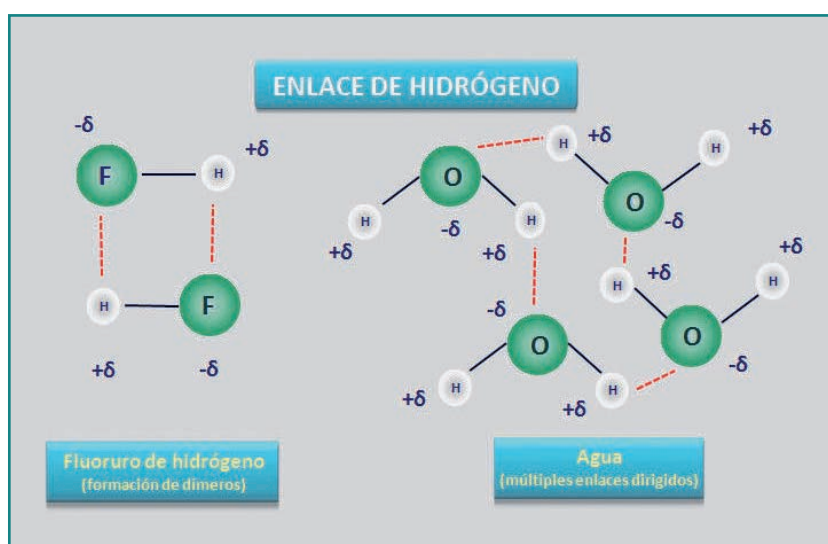 ENLACE DE HIDRÓGENO
-δ
+δ
F
H
H
F
+δ
-δ
Fluoruro de hidrógeno
(formación de dímeros)
H
+δ
H
+δ
O
O
H
H
-δ
-δ
+δ
+δ
+δ
H
+δ
H
-δ
O
O
-δ
H
H
+δ
+δ
Agua
(múltiples enlaces dirigidos)